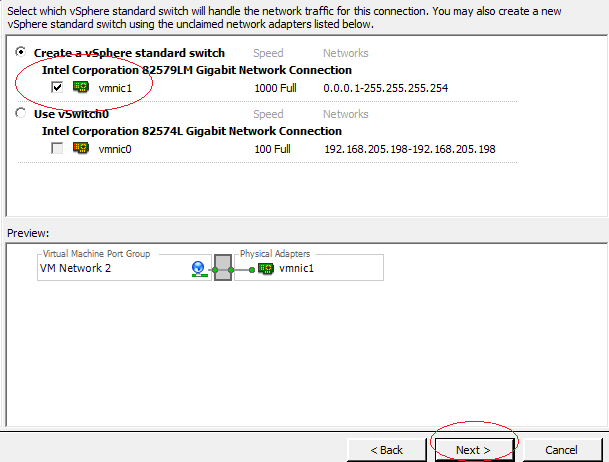 Select which vSphere standard switch will handle the network traffic for this connection. You may also create a new
vSphere standard switch using the unclaimed network adapters listed below.
Create a vSphere standard switch Speed Networks
Intel Corporation 82579LM Gigabit Network Connection
vmnic1 1000 Full 0.0.0.1-255.255.255.254
Use vSwitch0 Speed Networks
Intel Corporation 82574L Gigabit Network Connection
vmnic0 100 Full 192.168.205.198-192.168.205.198
Preview:
Virtual Machine Port Group Physical Adapters
VM Network 2 vmnic1
< Back Next > Cancel